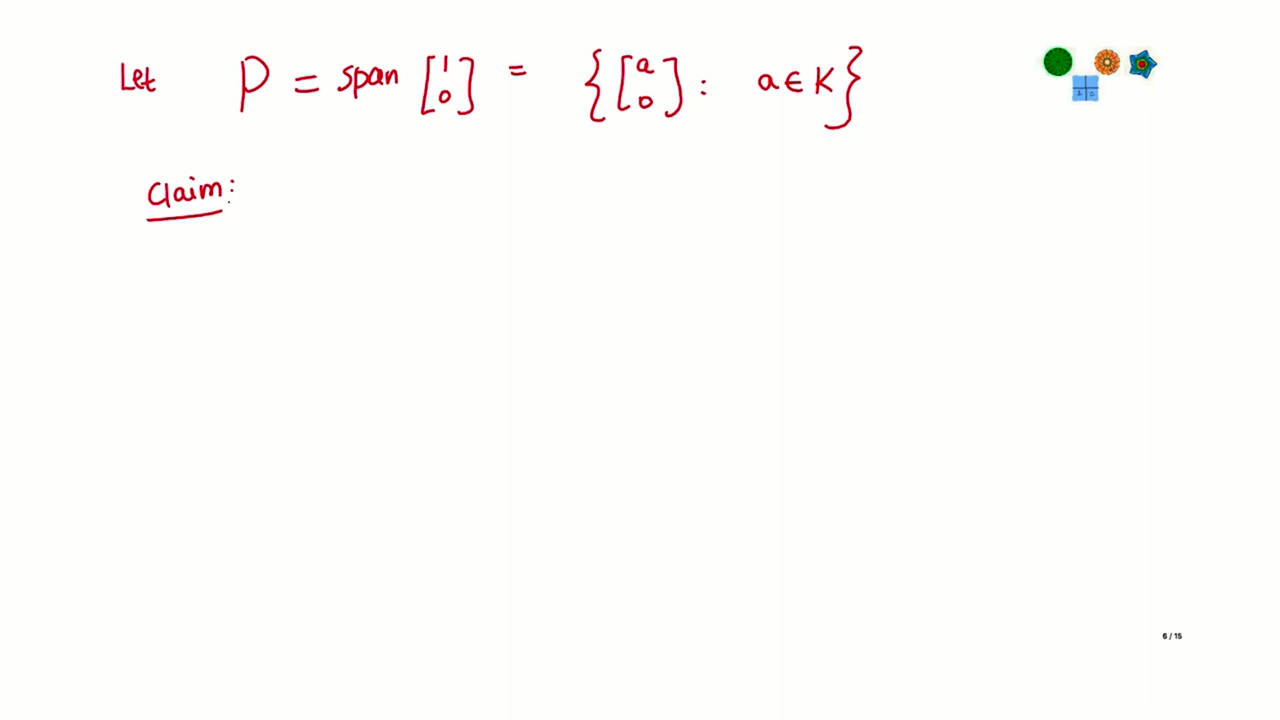 Let P = span [1 0] = { [a 0] : a ∈ K }
Claim:
6 / 15